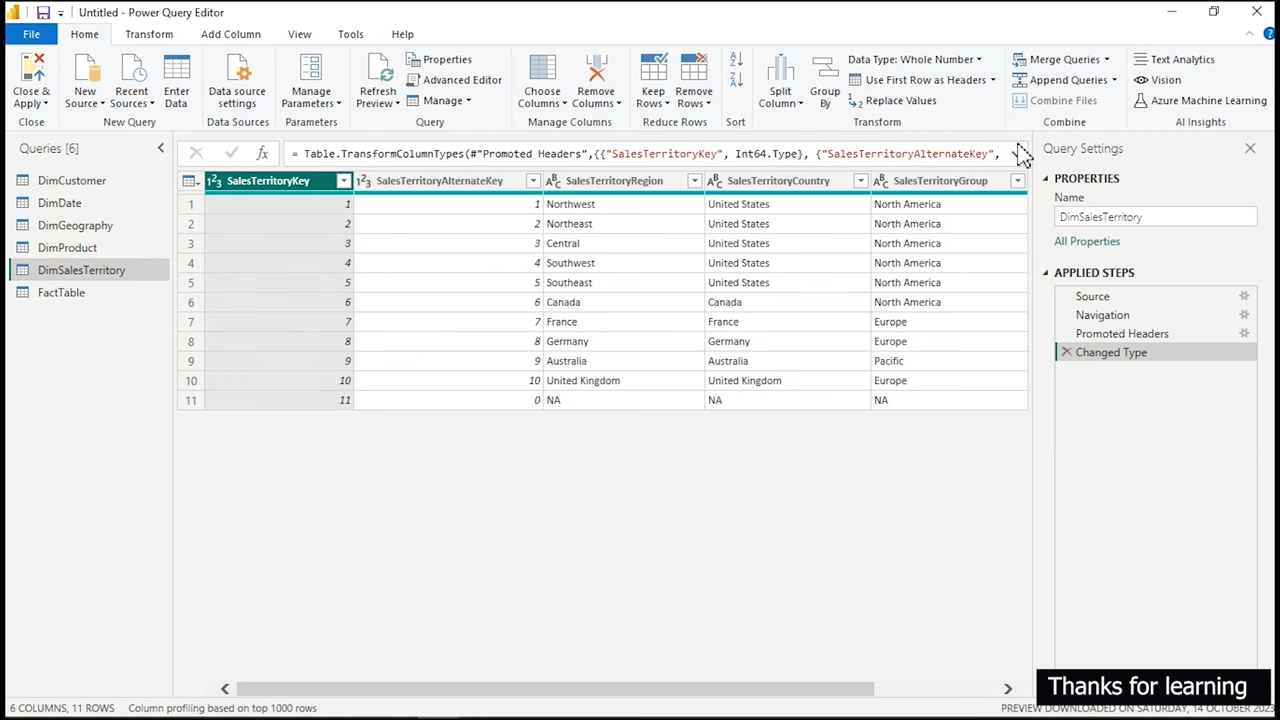 Untitled - Power Query Editor
File Home Transform Add Column View Tools Help
Close & Apply
New Source
Recent Sources
Enter Data
Data source settings
Manage Parameters
Refresh Preview
Properties
Advanced Editor
Manage
Choose Columns
Remove Columns
Keep Rows
Remove Rows
Split Column
Group By
Data Type: Whole Number
Use First Row as Headers
Replace Values
Merge Queries
Append Queries
Combine Files
Text Analytics
Vision
Azure Machine Learning
Close New Query Data Sources Parameters Query Manage Columns Reduce Rows Sort Transform Combine AI Insights
Queries [6]
DimCustomer
DimDate
DimGeography
DimProduct
DimSalesTerritory
FactTable
fx = Table.TransformColumnTypes(#"Promoted Headers",{{"SalesTerritoryKey", Int64.Type}, {"SalesTerritoryAlternateKey",
SalesTerritoryKey SalesTerritoryAlternateKey SalesTerritoryRegion SalesTerritoryCountry SalesTerritoryGroup
1 1 1 Northwest United States North America
2 2 2 Northeast United States North America
3 3 3 Central United States North America
4 4 4 Southwest United States North America
5 5 5 Southeast United States North America
6 6 6 Canada Canada North America
7 7 7 France France Europe
8 8 8 Germany Germany Europe
9 9 9 Australia Australia Pacific
10 10 10 United Kingdom United Kingdom Europe
11 11 0 NA NA NA
Query Settings
PROPERTIES
Name
DimSalesTerritory
All Properties
APPLIED STEPS
Source
Navigation
Promoted Headers
Changed Type
Thanks for learning
6 COLUMNS, 11 ROWS Column profiling based on top 1000 rows PREVIEW DOWNLOADED ON SATURDAY, 14 OCTOBER 2023